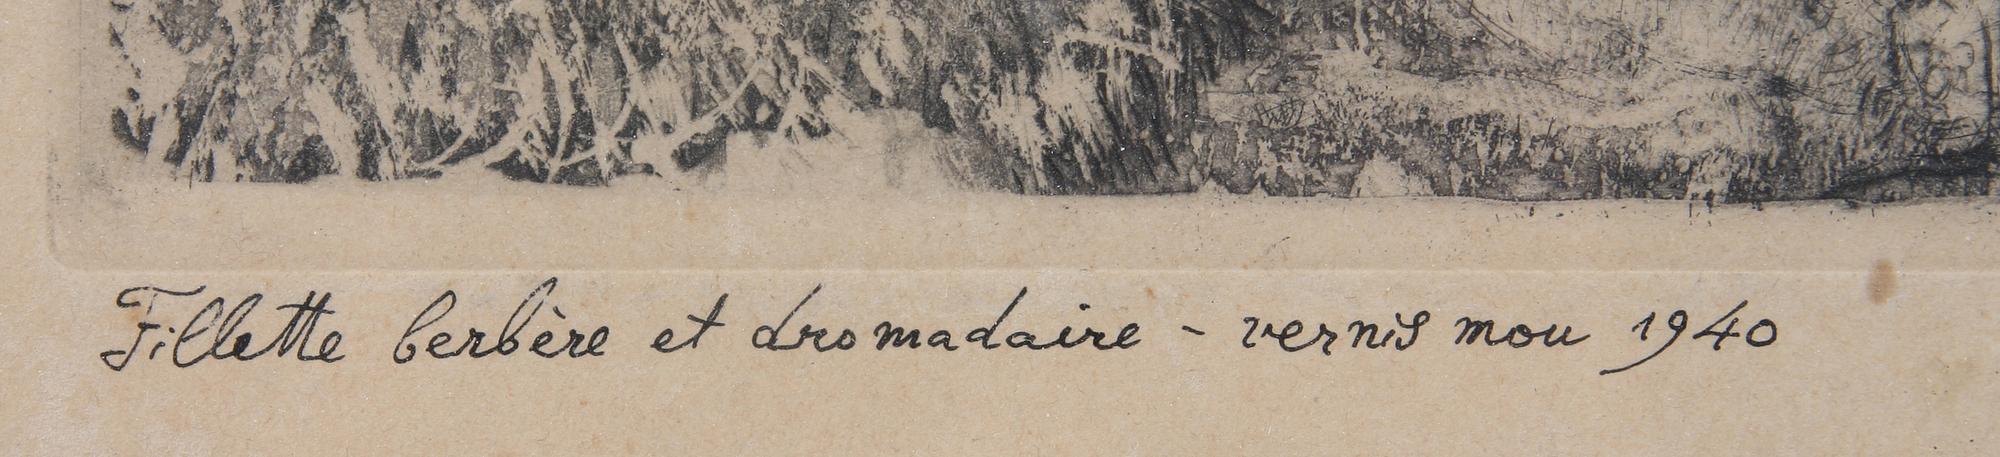 Fillette berbère et dromadaire - vernis mou 1940